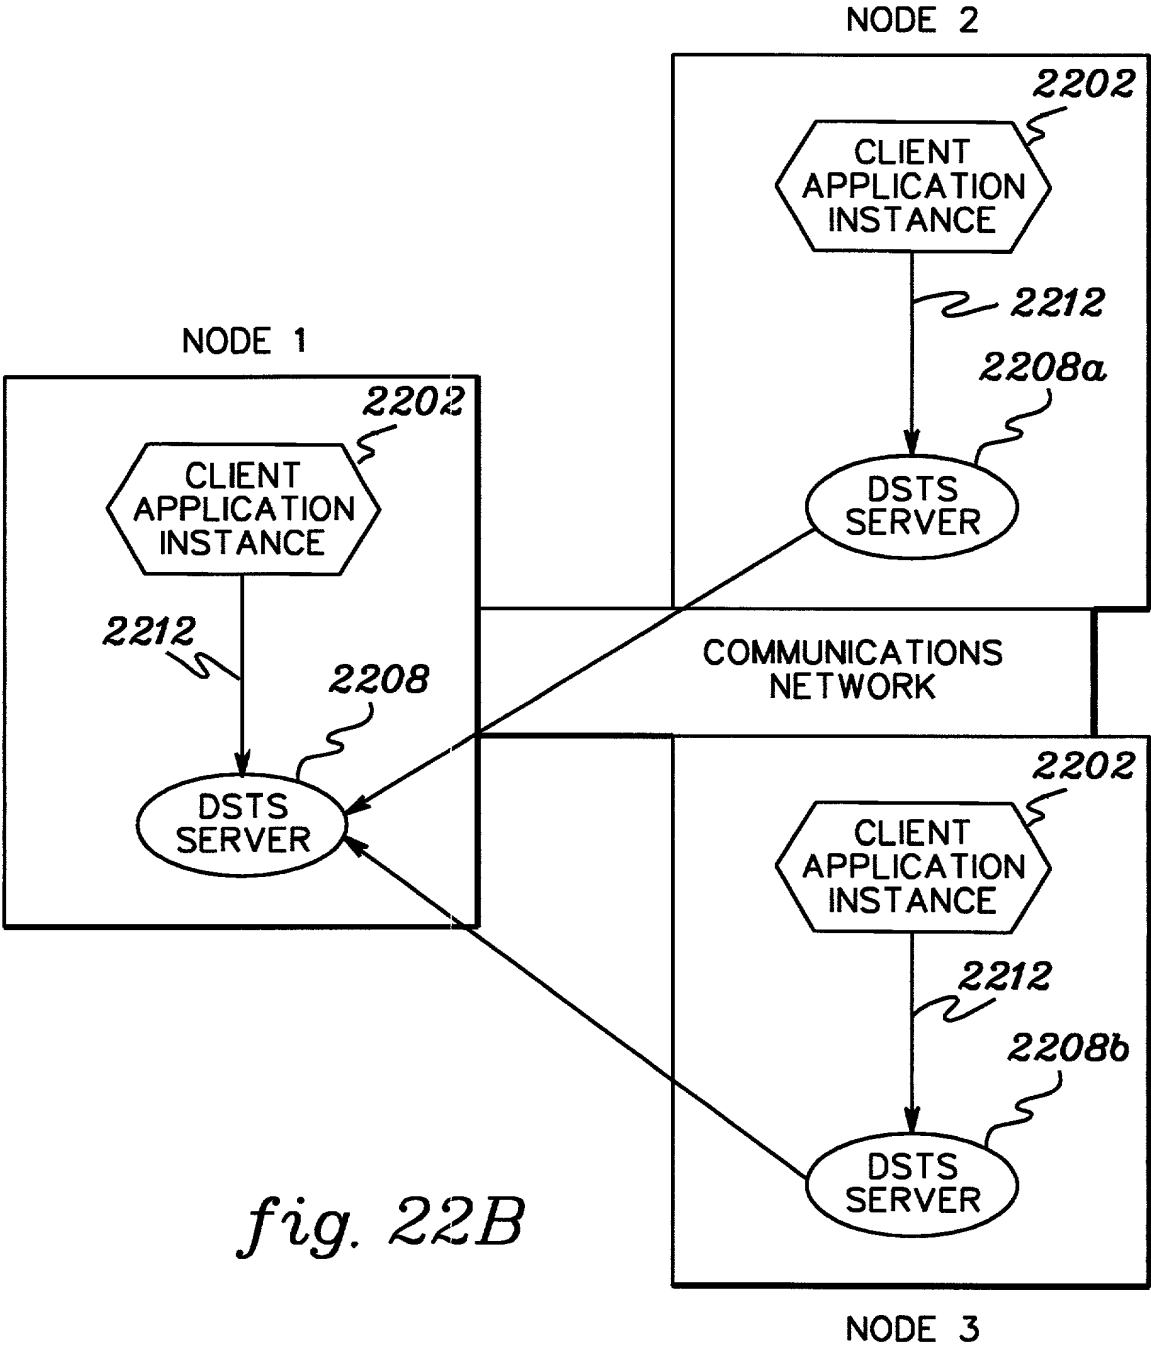 NODE 2
2202
CLIENT
APPLICATION
INSTANCE
2212
2208a
DSTS
SERVER
NODE 1
2202
CLIENT
APPLICATION
INSTANCE
2212
2208
DSTS
SERVER
COMMUNICATIONS
NETWORK
2202
CLIENT
APPLICATION
INSTANCE
2212
2208b
DSTS
SERVER
NODE 3
fig. 22B